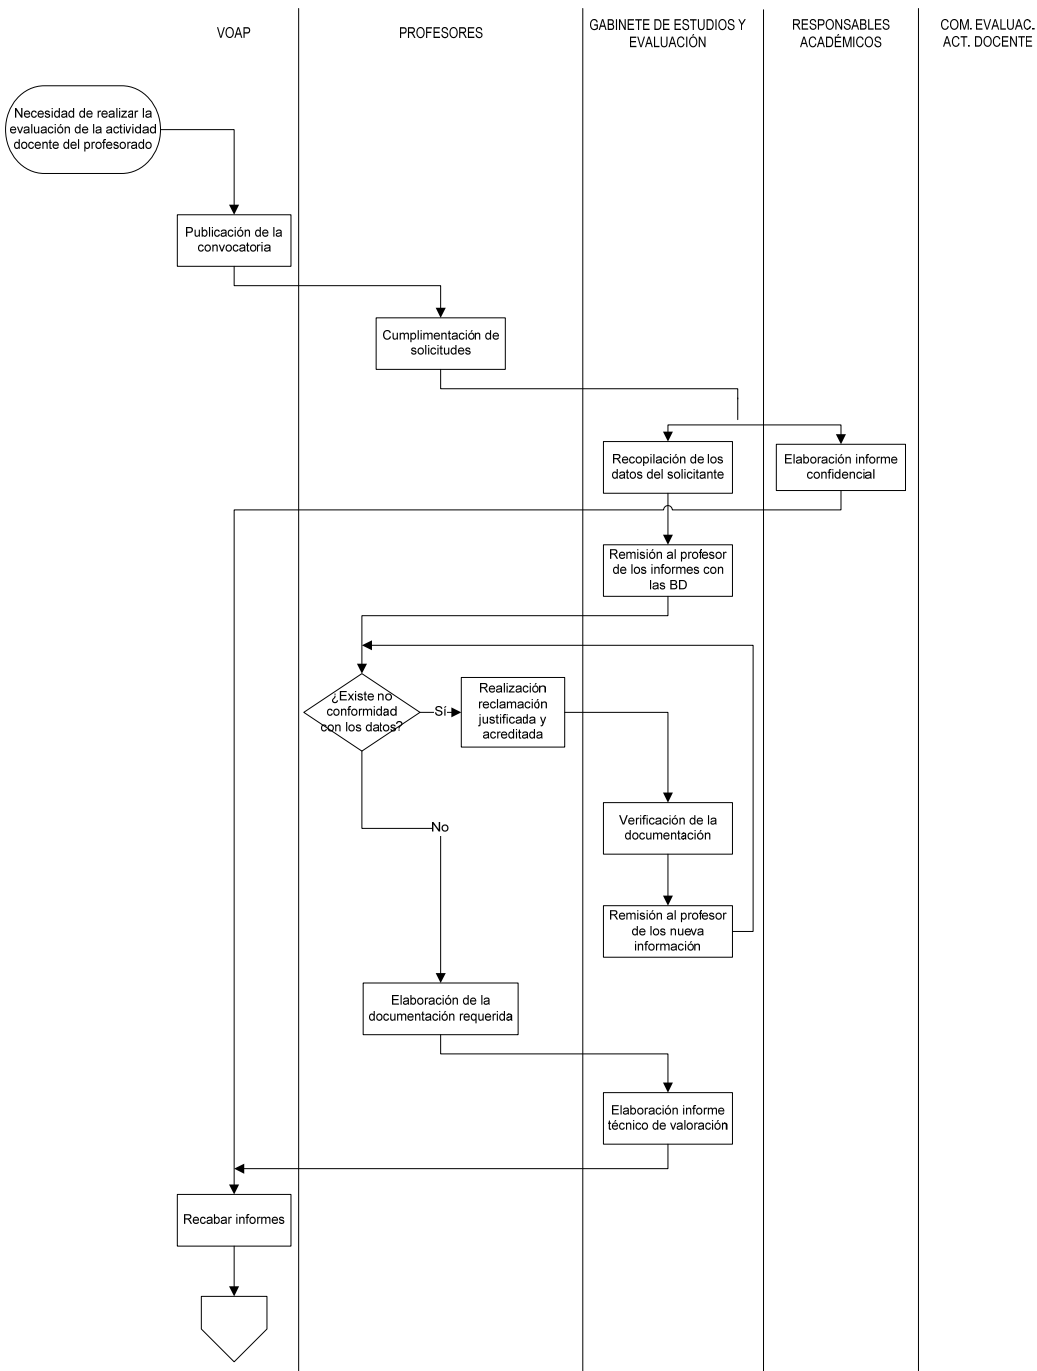 VOAP
PROFESORES
GABINETE DE ESTUDIOS Y
EVALUACIÓN
RESPONSABLES
ACADÉMICOS
COM. EVALUAC.
ACT. DOCENTE
Necesidad de realizar la
evaluación de la actividad
docente del profesorado
Publicación de la
convocatoria
Cumplimentación de
solicitudes
Recopilación de los
datos del solicitante
Elaboración informe
confidencial
Remisión al profesor
de los informes con
las BD
¿Existe no
conformidad
con los datos?
Sí
Realización
reclamación
justificada y
acreditada
Verificación de la
documentación
No
Remisión al profesor
de los nueva
información
Elaboración de la
documentación requerida
Elaboración informe
técnico de valoración
Recabar informes